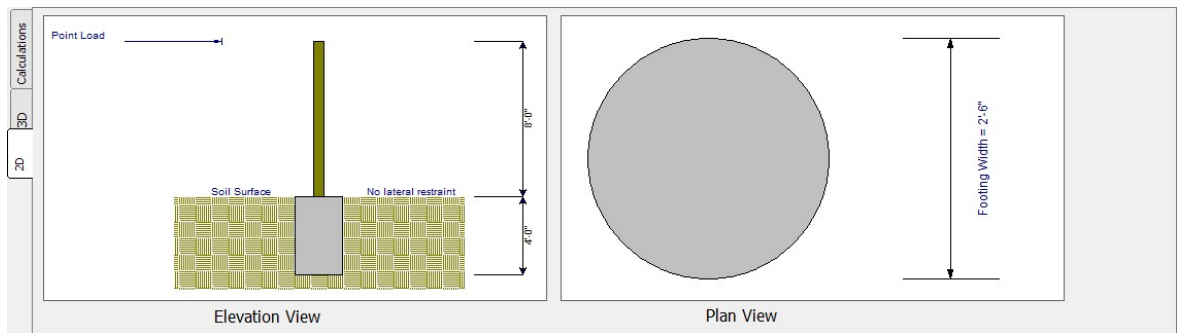 Calculations
3D
2D
Point Load
8'-0"
Soil Surface
No lateral restraint
4'-0"
Elevation View
Footing Width = 2'-6"
Plan View